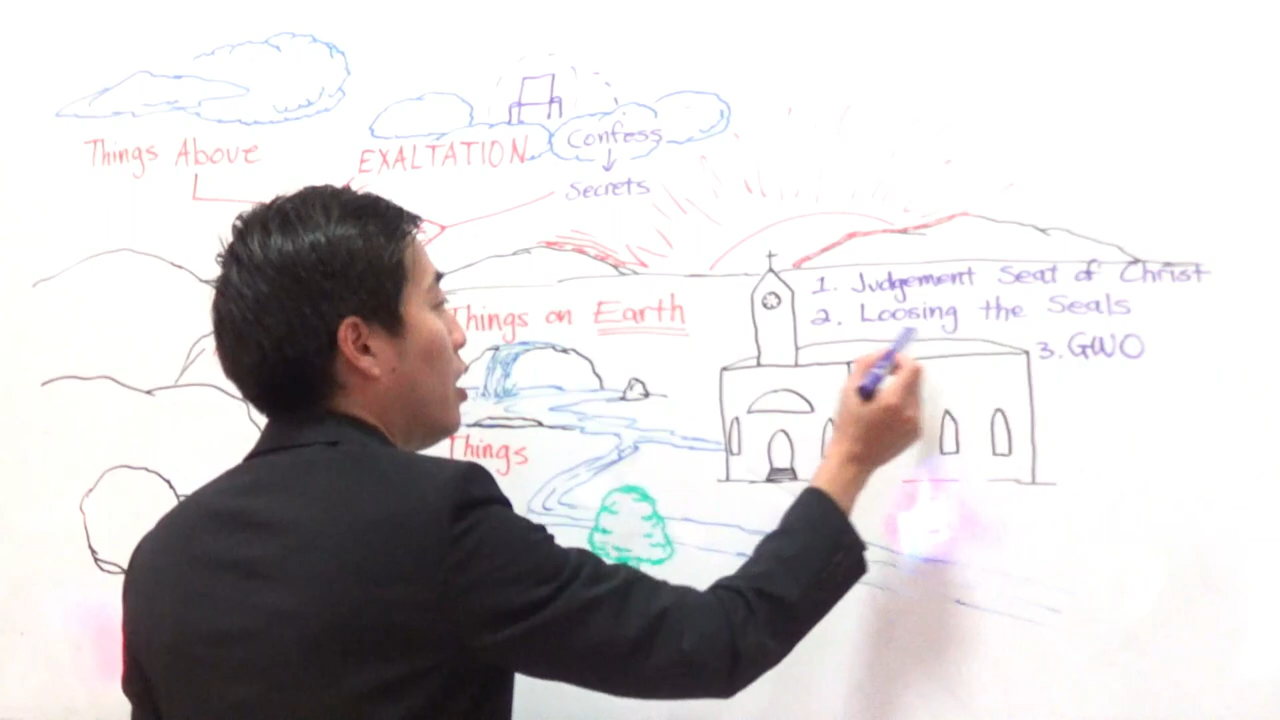 Things Above
EXALTATION
Confess
Secrets
Things on Earth
Things
1. Judgement Seat of Christ
2. Loosing the Seals
3. GWO